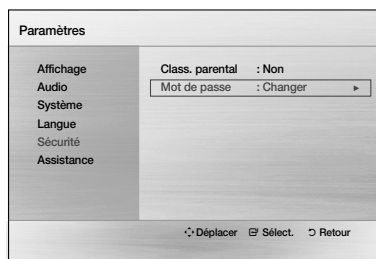 Paramètres
Affichage
Audio
Système
Langue
Sécurité
Assistance
Class. parental : Non
Mot de passe : Changer ►
Déplacer Sélect. Retour